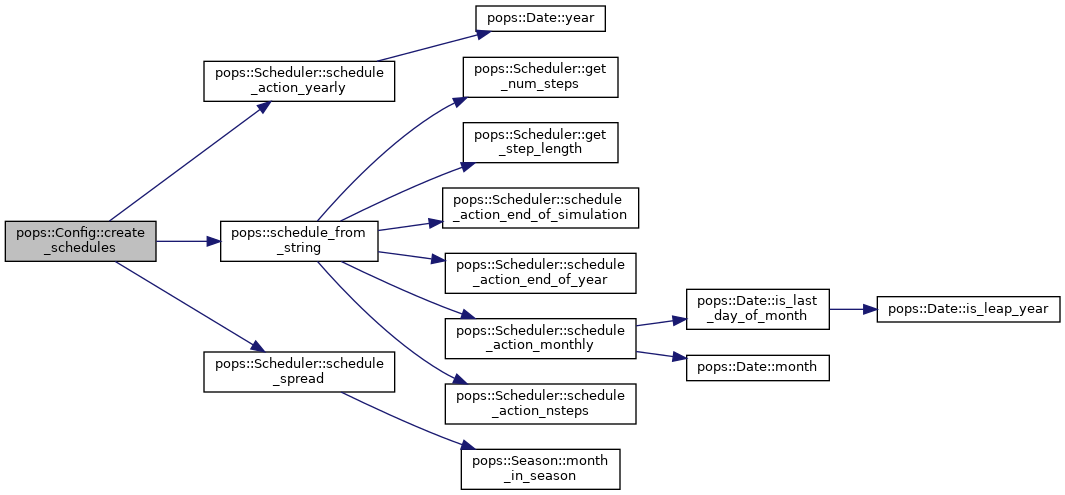 pops::Config::create
_schedules
pops::Scheduler::schedule
_action_yearly
pops::Date::year
pops::schedule_from
_string
pops::Scheduler::get
_num_steps
pops::Scheduler::get
_step_length
pops::Scheduler::schedule
_action_end_of_simulation
pops::Scheduler::schedule
_action_end_of_year
pops::Scheduler::schedule
_action_monthly
pops::Date::is_last
_day_of_month
pops::Date::is_leap_year
pops::Date::month
pops::Scheduler::schedule
_action_nsteps
pops::Scheduler::schedule
_spread
pops::Season::month
_in_season